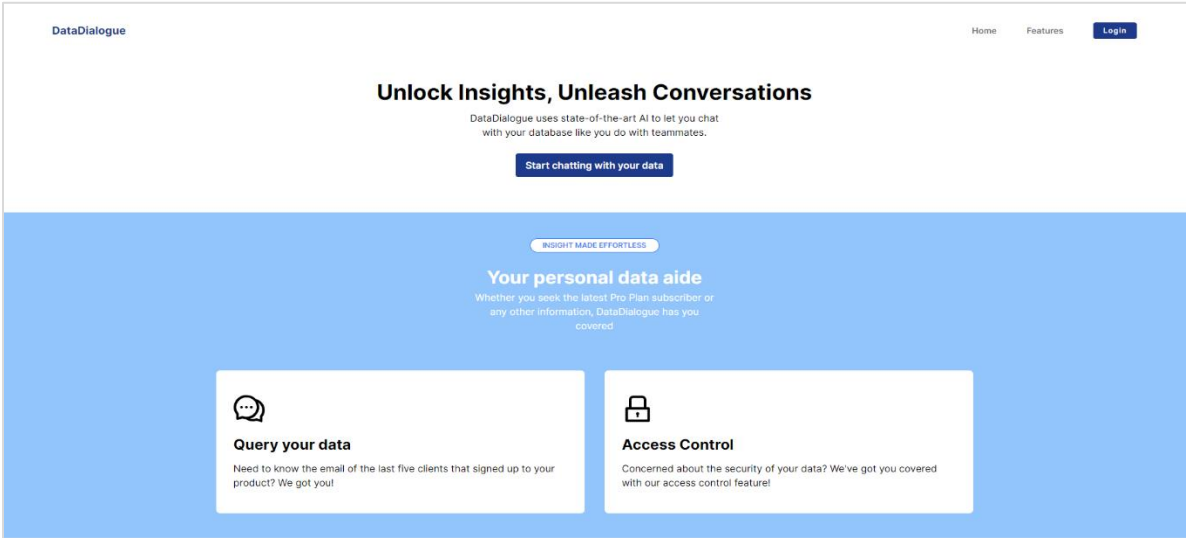 DataDialogue
Home Features Login
Unlock Insights, Unleash Conversations
DataDialogue uses state-of-the-art AI to let you chat
with your database like you do with teammates.
Start chatting with your data
INSIGHT MADE EFFORTLESS
Your personal data aide
Whether you seek the latest Pro Plan subscriber or
any other information, DataDialogue has you
covered
Query your data
Need to know the email of the last five clients that signed up to your
product? We got you!
Access Control
Concerned about the security of your data? We've got you covered
with our access control feature!